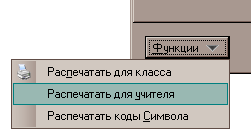 Функции
Распечатать для класса
Распечатать для учителя
Распечатать коды Символа